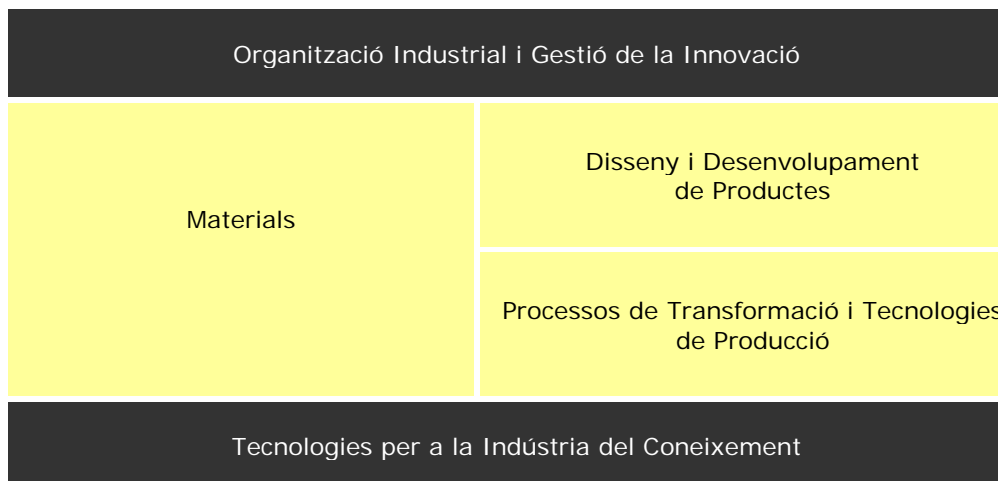 Organització Industrial i Gestió de la Innovació
Materials
Disseny i Desenvolupament
de Productes
Processos de Transformació i Tecnologies
de Producció
Tecnologies per a la Indústria del Coneixement